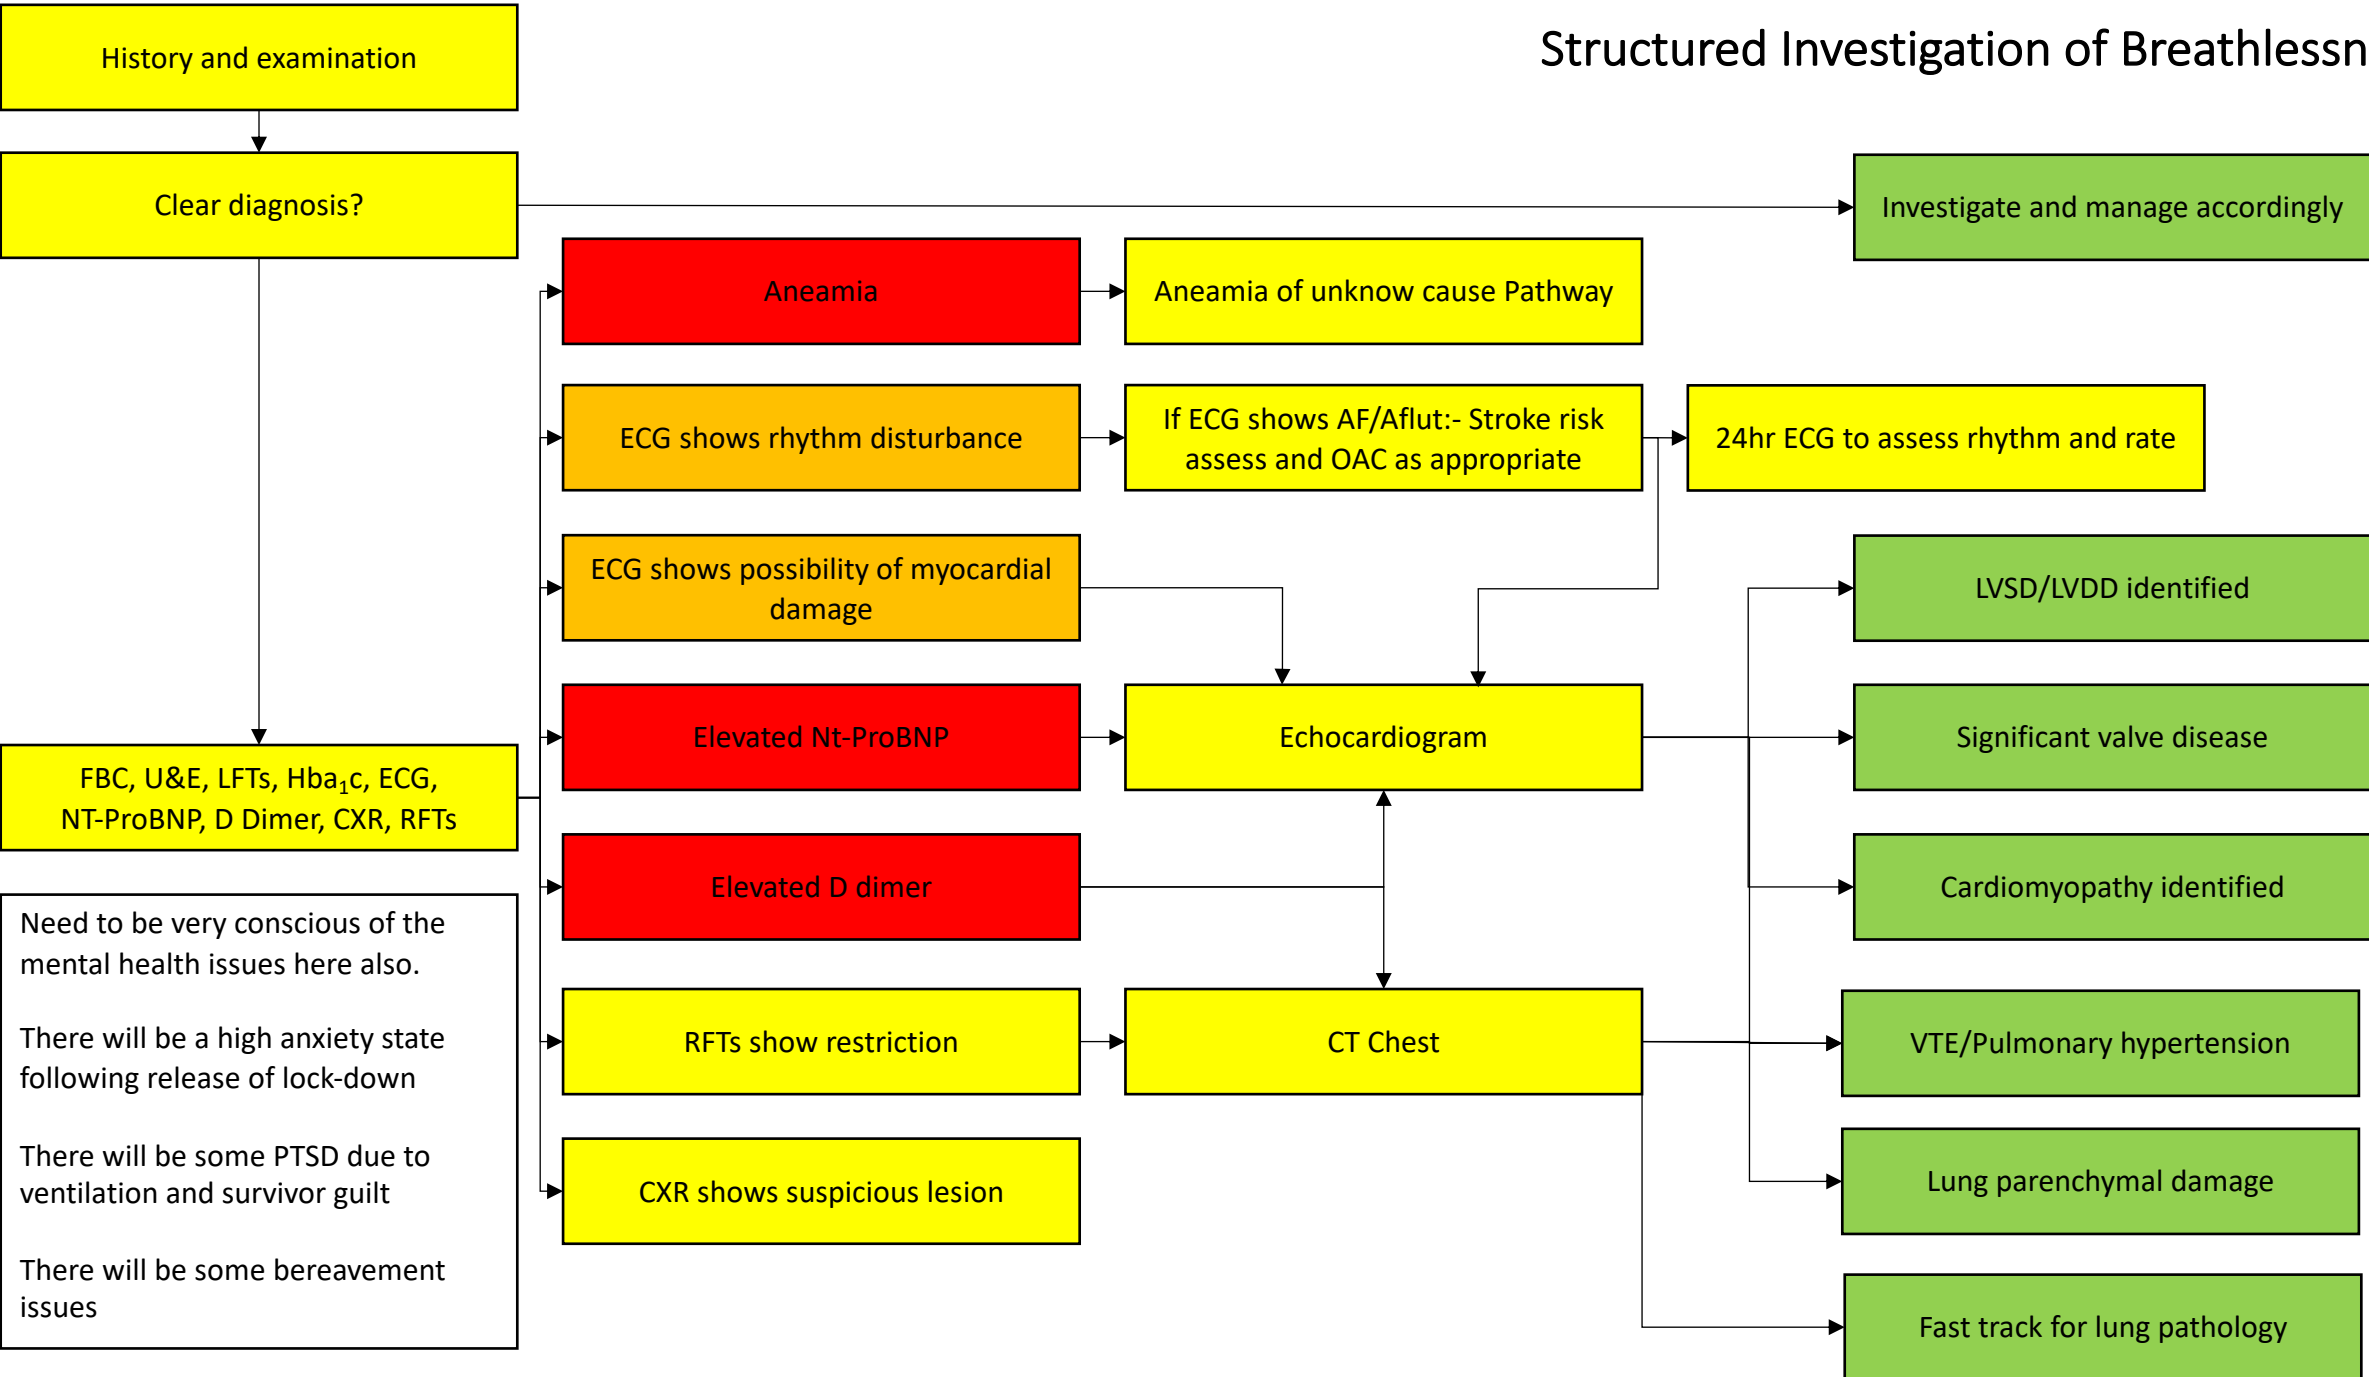 Structured Investigation of Breathlessn
History and examination
Clear diagnosis?
Investigate and manage accordingly
Aneamia
Aneamia of unknow cause Pathway
ECG shows rhythm disturbance
If ECG shows AF/Aflut:- Stroke risk
assess and OAC as appropriate
24hr ECG to assess rhythm and rate
ECG shows possibility of myocardial
damage
LVSD/LVDD identified
Elevated Nt-ProBNP
Echocardiogram
Significant valve disease
FBC, U&E, LFTs, Hba₁c, ECG,
NT-ProBNP, D Dimer, CXR, RFTs
Elevated D dimer
Cardiomyopathy identified
Need to be very conscious of the
mental health issues here also.
There will be a high anxiety state
following release of lock-down
There will be some PTSD due to
ventilation and survivor guilt
There will be some bereavement
issues
RFTs show restriction
CT Chest
VTE/Pulmonary hypertension
CXR shows suspicious lesion
Lung parenchymal damage
Fast track for lung pathology